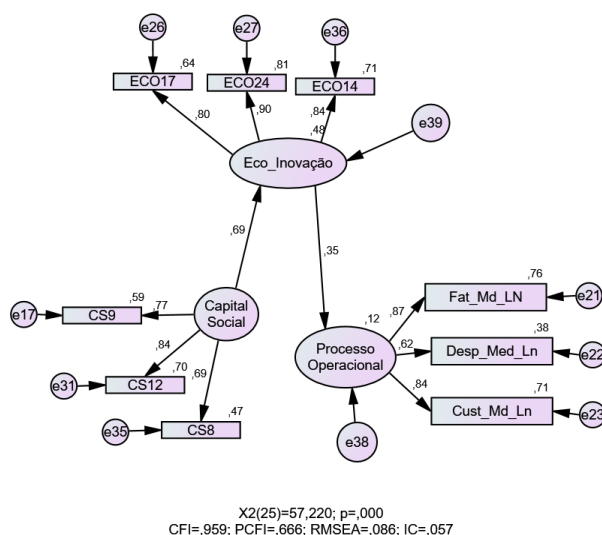 e26
e27
e36
,64
,81
,71
ECO17
ECO24
ECO14
,80
,90
,84
,48
e39
Eco_Inovação
,69
,35
,59
,77
e17
CS9
Capital
Social
,84
,69
,70
e31
CS12
,47
e35
CS8
,12
Processo
Operacional
e38
,87
,76
Fat_Md_LN
e21
,62
,38
Desp_Med_Ln
e22
,84
,71
Cust_Md_Ln
e23
X2(25)=57,220; p=,000
CFI=,959; PCFI=,666; RMSEA=,086; IC=,057